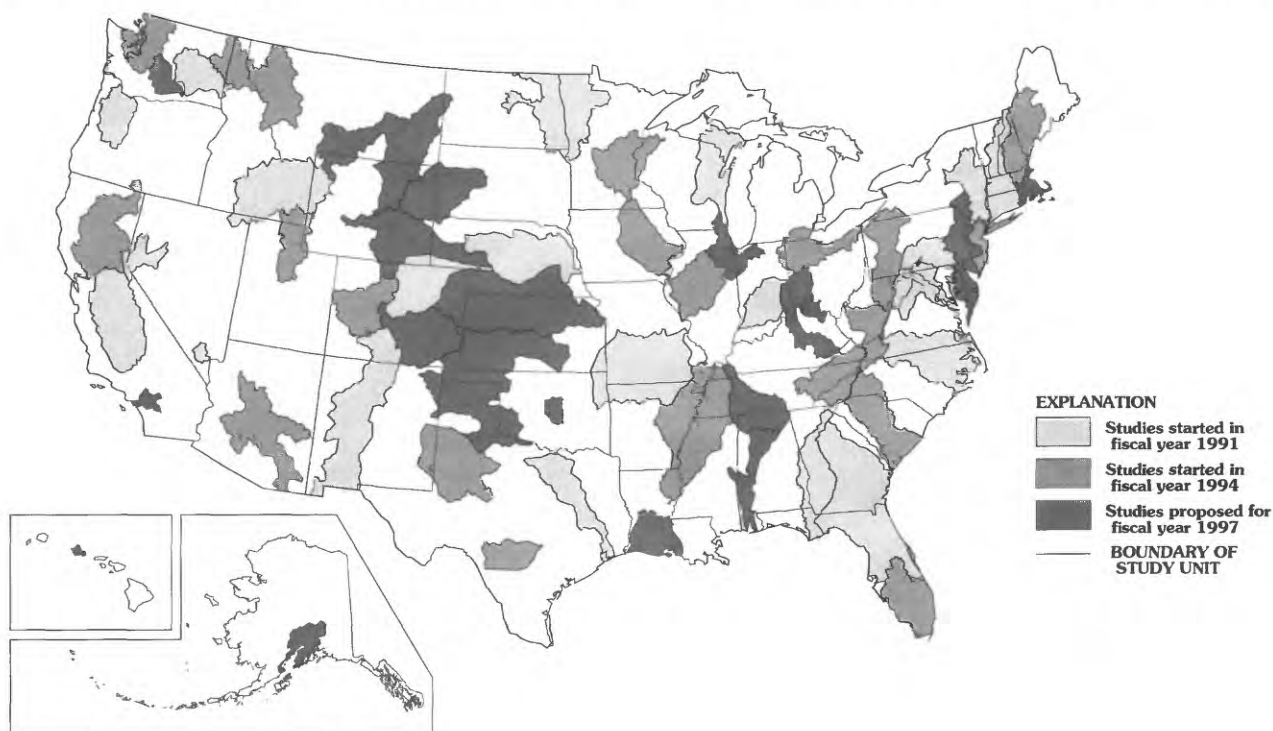 EXPLANATION
Studies started in
fiscal year 1991
Studies started in
fiscal year 1994
Studies proposed for
fiscal year 1997
BOUNDARY OF
STUDY UNIT